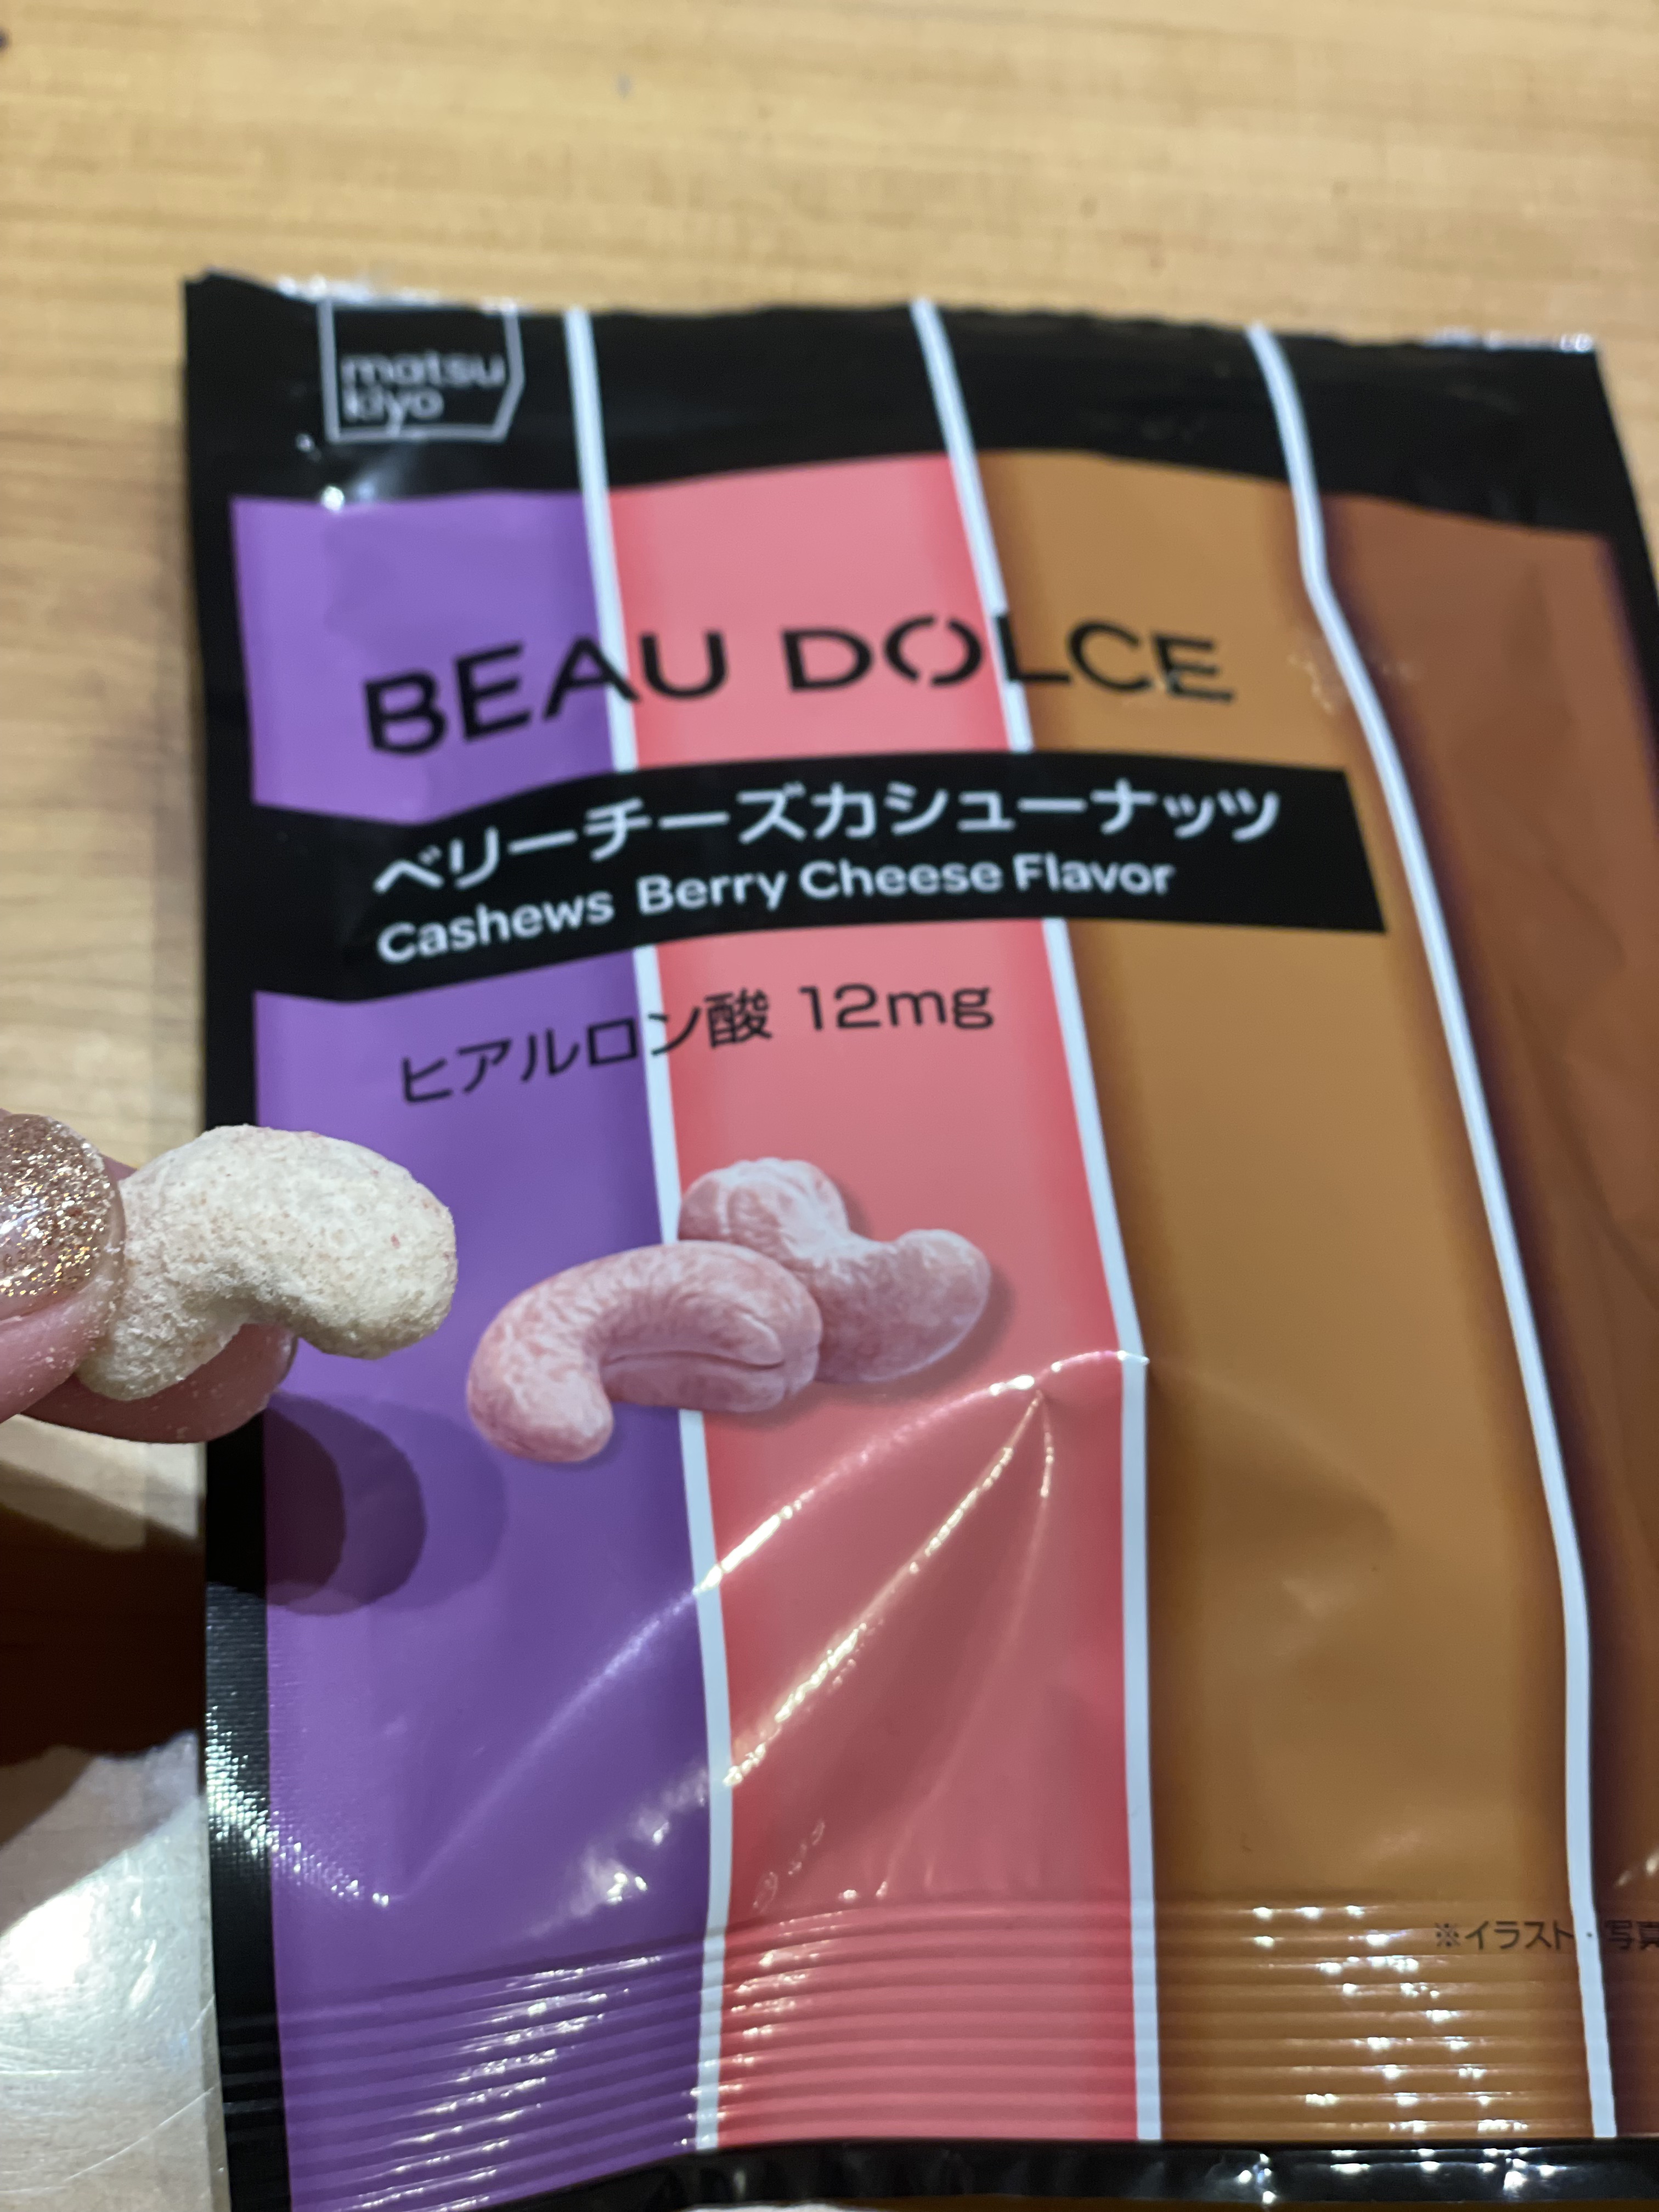 matsu
kiyo
BEAU DOLCE
ベリーチーズカシューナッツ
Cashews Berry Cheese Flavor
ヒアルロン酸 12mg
※イラスト・写真